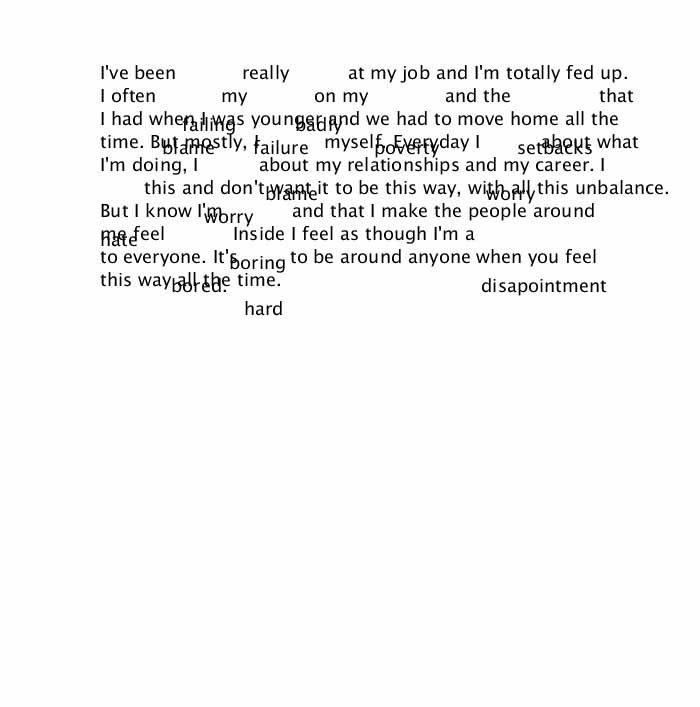 I've been really at my job and I'm totally fed up.
I often my on my and the that
I had when I was younger and we had to move home all the
failing badly
time. But mostly, I myself. Everyday I about what
blame failure poverty setbacks
I'm doing, I about my relationships and my career. I
this and don't want it to be this way, with all this unbalance.
blame worry
But I know I'm and that I make the people around
worry
me feel Inside I feel as though I'm a
hate
to everyone. It's to be around anyone when you feel
boring
this way all the time.
bored. disapointment
hard